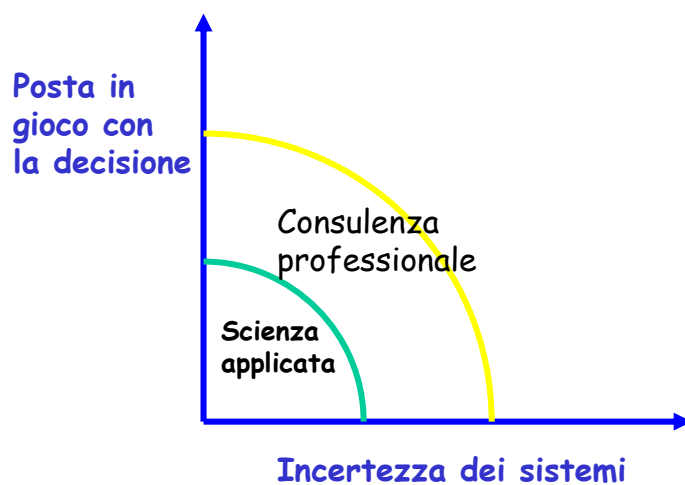 Posta in
gioco con
la decisione
Consulenza
professionale
Scienza
applicata
Incertezza dei sistemi